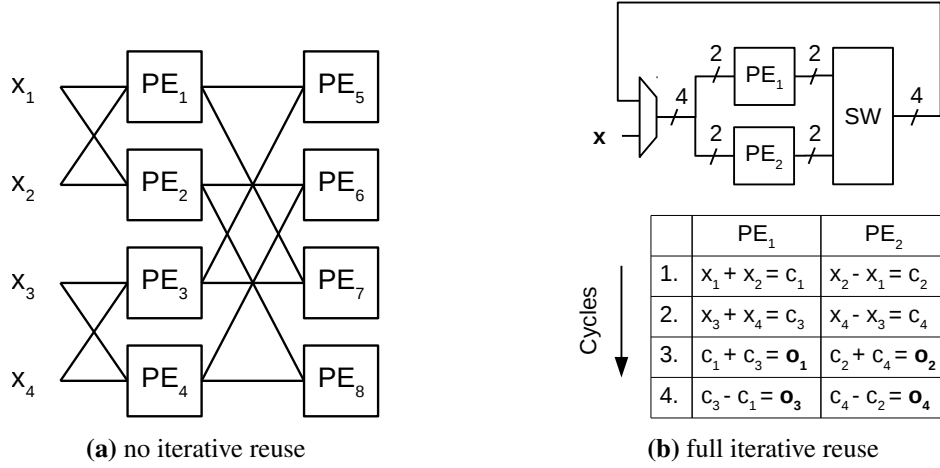 x₁
PE₁
PE₅
x₂
PE₂
PE₆
x₃
PE₃
PE₇
x₄
PE₄
PE₈
(a) no iterative reuse
2 PE₁ 2
4
SW
4
x
2 PE₂ 2
PE₁ PE₂
1. x₁ + x₂ = c₁ x₂ - x₁ = c₂
2. x₃ + x₄ = c₃ x₄ - x₃ = c₄
3. c₁ + c₃ = o₁ c₂ + c₄ = o₂
4. c₃ - c₁ = o₃ c₄ - c₂ = o₄
Cycles
(b) full iterative reuse